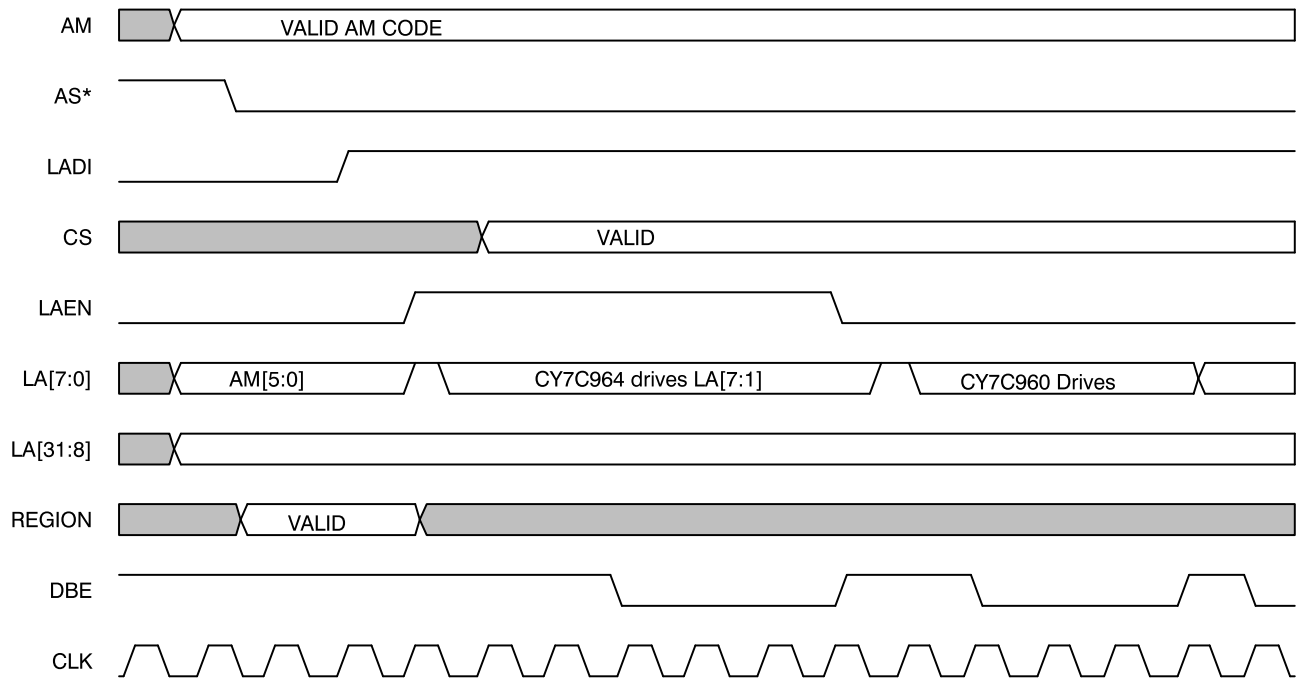 AM VALID AM CODE
AS*
LADI
CS VALID
LAEN
LA[7:0] AM[5:0] CY7C964 drives LA[7:1] CY7C960 Drives
LA[31:8]
REGION VALID
DBE
CLK